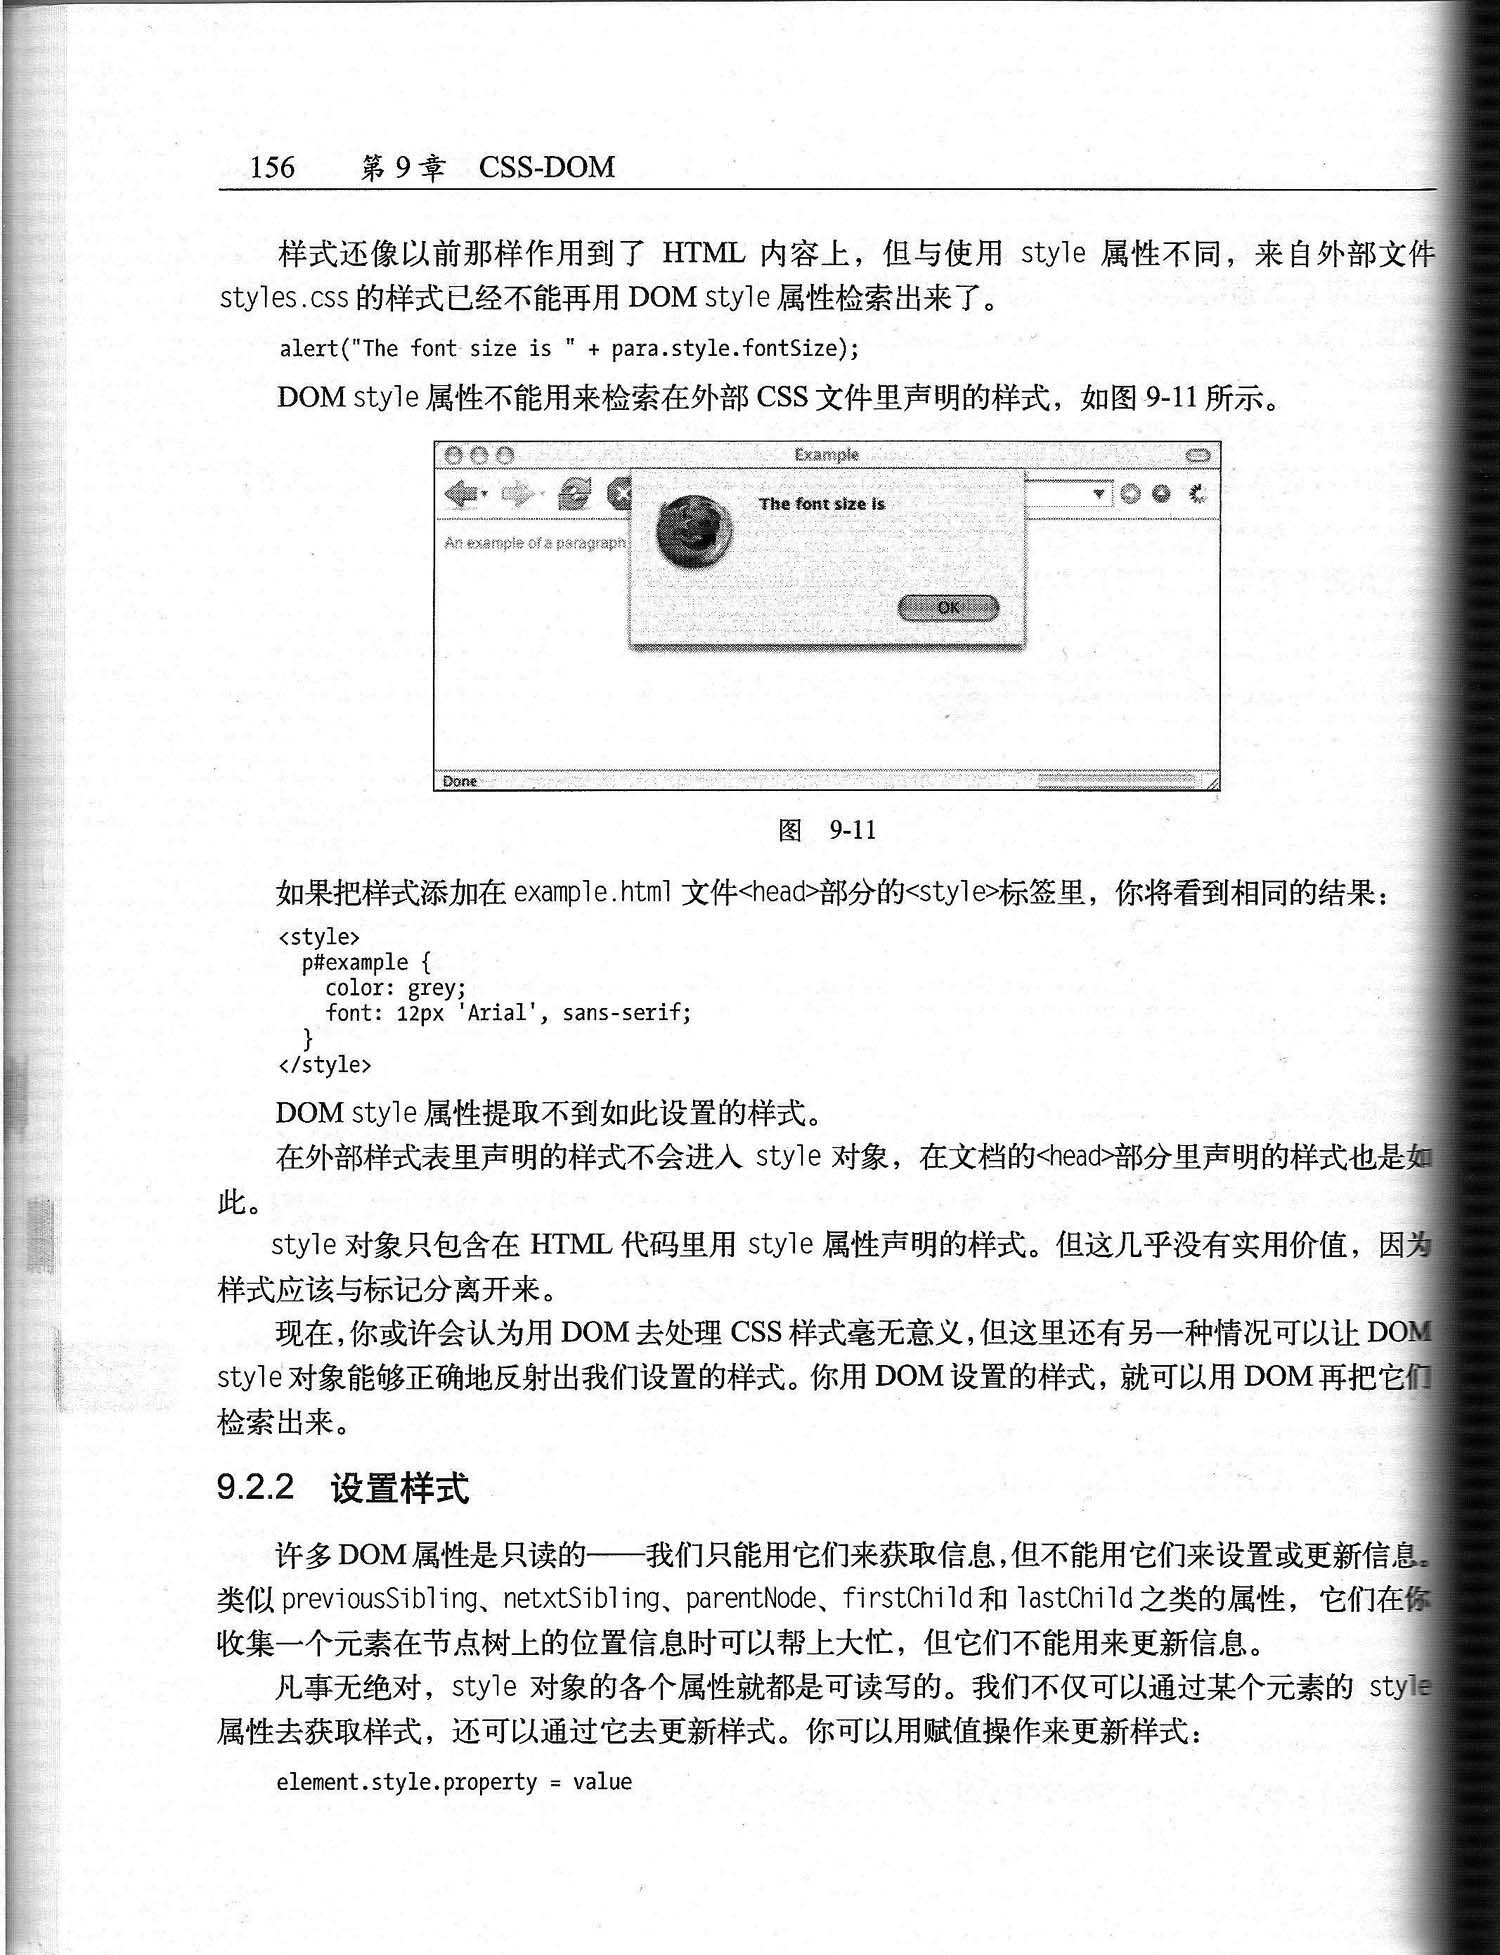 156 第9章 CSS-DOM
样式还像以前那样作用到了 HTML 内容上，但与使用 style 属性不同，来自外部文件
styles.css 的样式已经不能再用 DOM style 属性检索出来了。
alert("The font size is " + para.style.fontSize);
DOM style 属性不能用来检索在外部 CSS 文件里声明的样式，如图 9-11 所示。
Example
The font size is
An example of a paragraph
OK
Done
图 9-11
如果把样式添加在 example.html 文件<head>部分的<style>标签里，你将看到相同的结果：
<style>
p#example {
color: grey;
font: 12px 'Arial', sans-serif;
}
</style>
DOM style 属性提取不到如此设置的样式。
在外部样式表里声明的样式不会进入 style 对象，在文档的<head>部分里声明的样式也是如
此。
style 对象只包含在 HTML 代码里用 style 属性声明的样式。但这几乎没有实用价值，因为
样式应该与标记分离开来。
现在，你或许会认为用 DOM 去处理 CSS 样式毫无意义，但这里还有另一种情况可以让 DOM
style 对象能够正确地反射出我们设置的样式。你用 DOM 设置的样式，就可以用 DOM 再把它们
检索出来。
9.2.2 设置样式
许多 DOM 属性是只读的——我们只能用它们来获取信息，但不能用它们来设置或更新信息。
类似 previousSibling、netxtSibling、parentNode、firstChild 和 lastChild 之类的属性，它们在你
收集一个元素在节点树上的位置信息时可以帮上大忙，但它们不能用来更新信息。
凡事无绝对，style 对象的各个属性就都是可读写的。我们不仅可以通过某个元素的 style
属性去获取样式，还可以通过它去更新样式。你可以用赋值操作来更新样式：
element.style.property = value